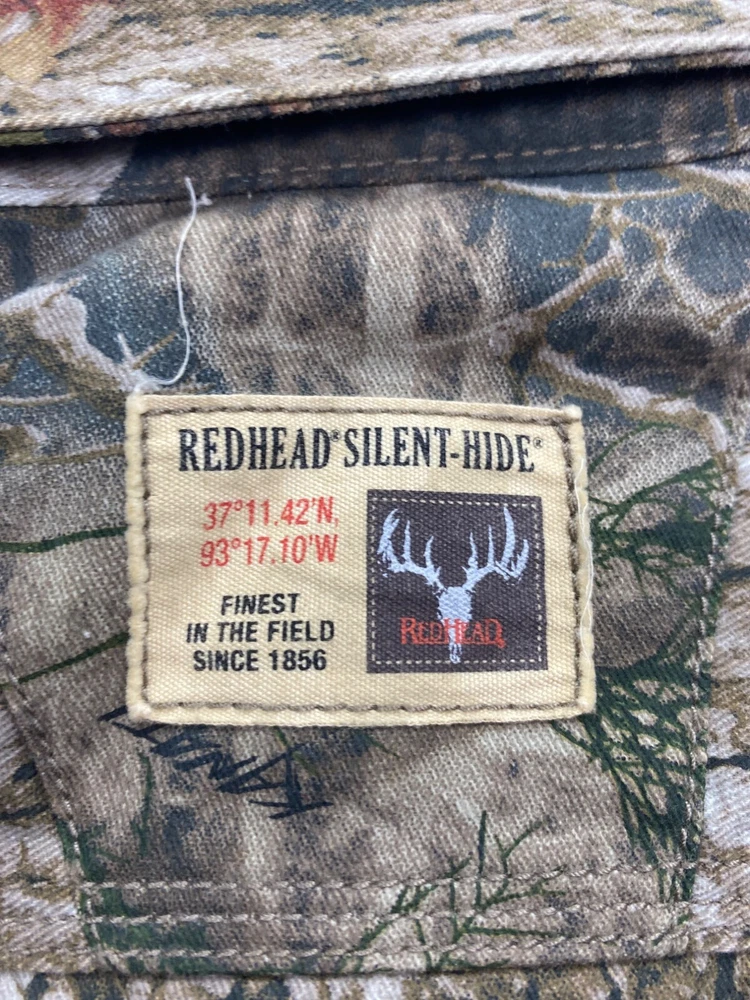 REDHEAD® SILENT-HIDE®
37°11.42'N,
93°17.10'W
FINEST
IN THE FIELD
SINCE 1856
REDHEAD